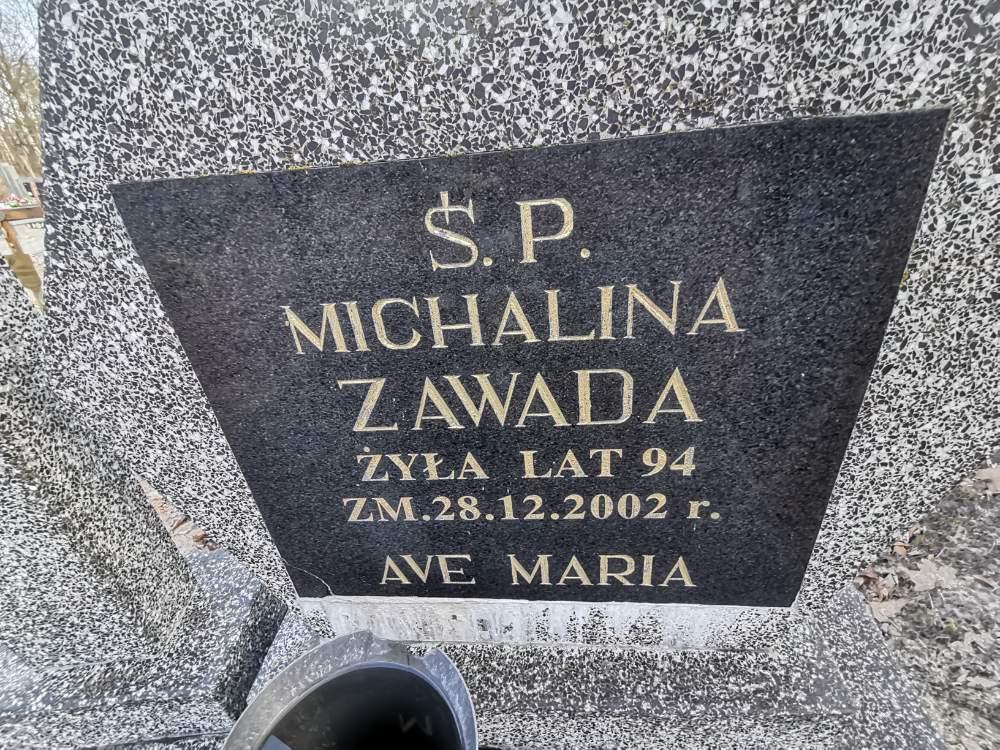 Ś. P.
MICHALINA
ZAWADA
ŻYŁA LAT 94
ZM.28.12.2002 r.
AVE MARIA